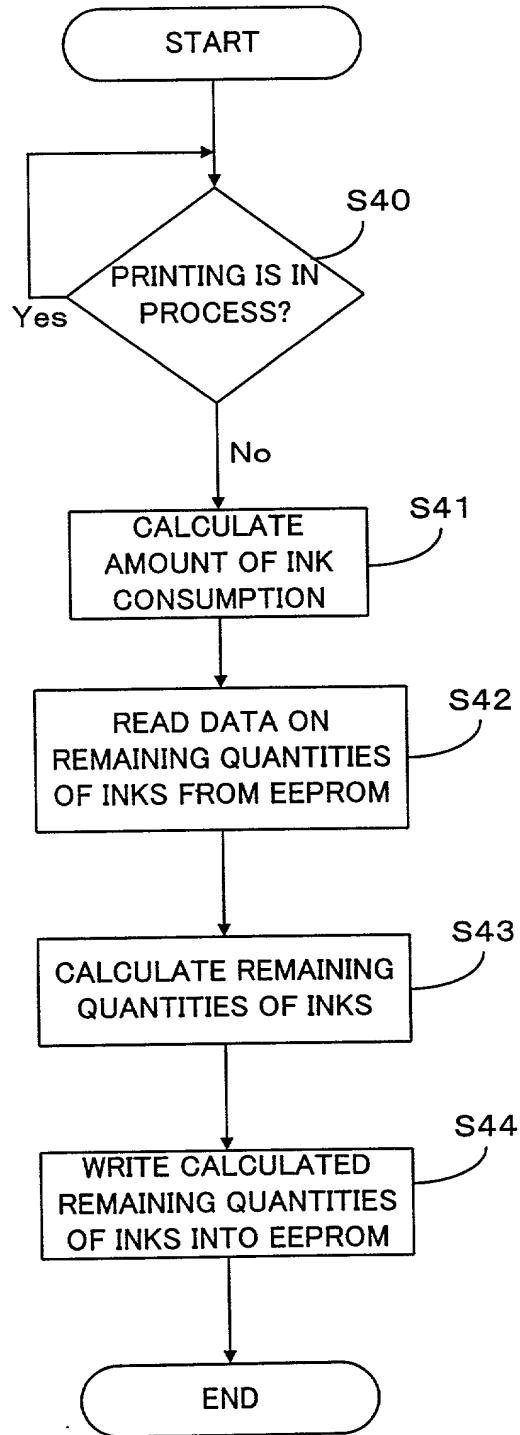 START
S40
PRINTING IS IN
PROCESS?
Yes
No
S41
CALCULATE
AMOUNT OF INK
CONSUMPTION
S42
READ DATA ON
REMAINING QUANTITIES
OF INKS FROM EEPROM
S43
CALCULATE REMAINING
QUANTITIES OF INKS
S44
WRITE CALCULATED
REMAINING QUANTITIES
OF INKS INTO EEPROM
END